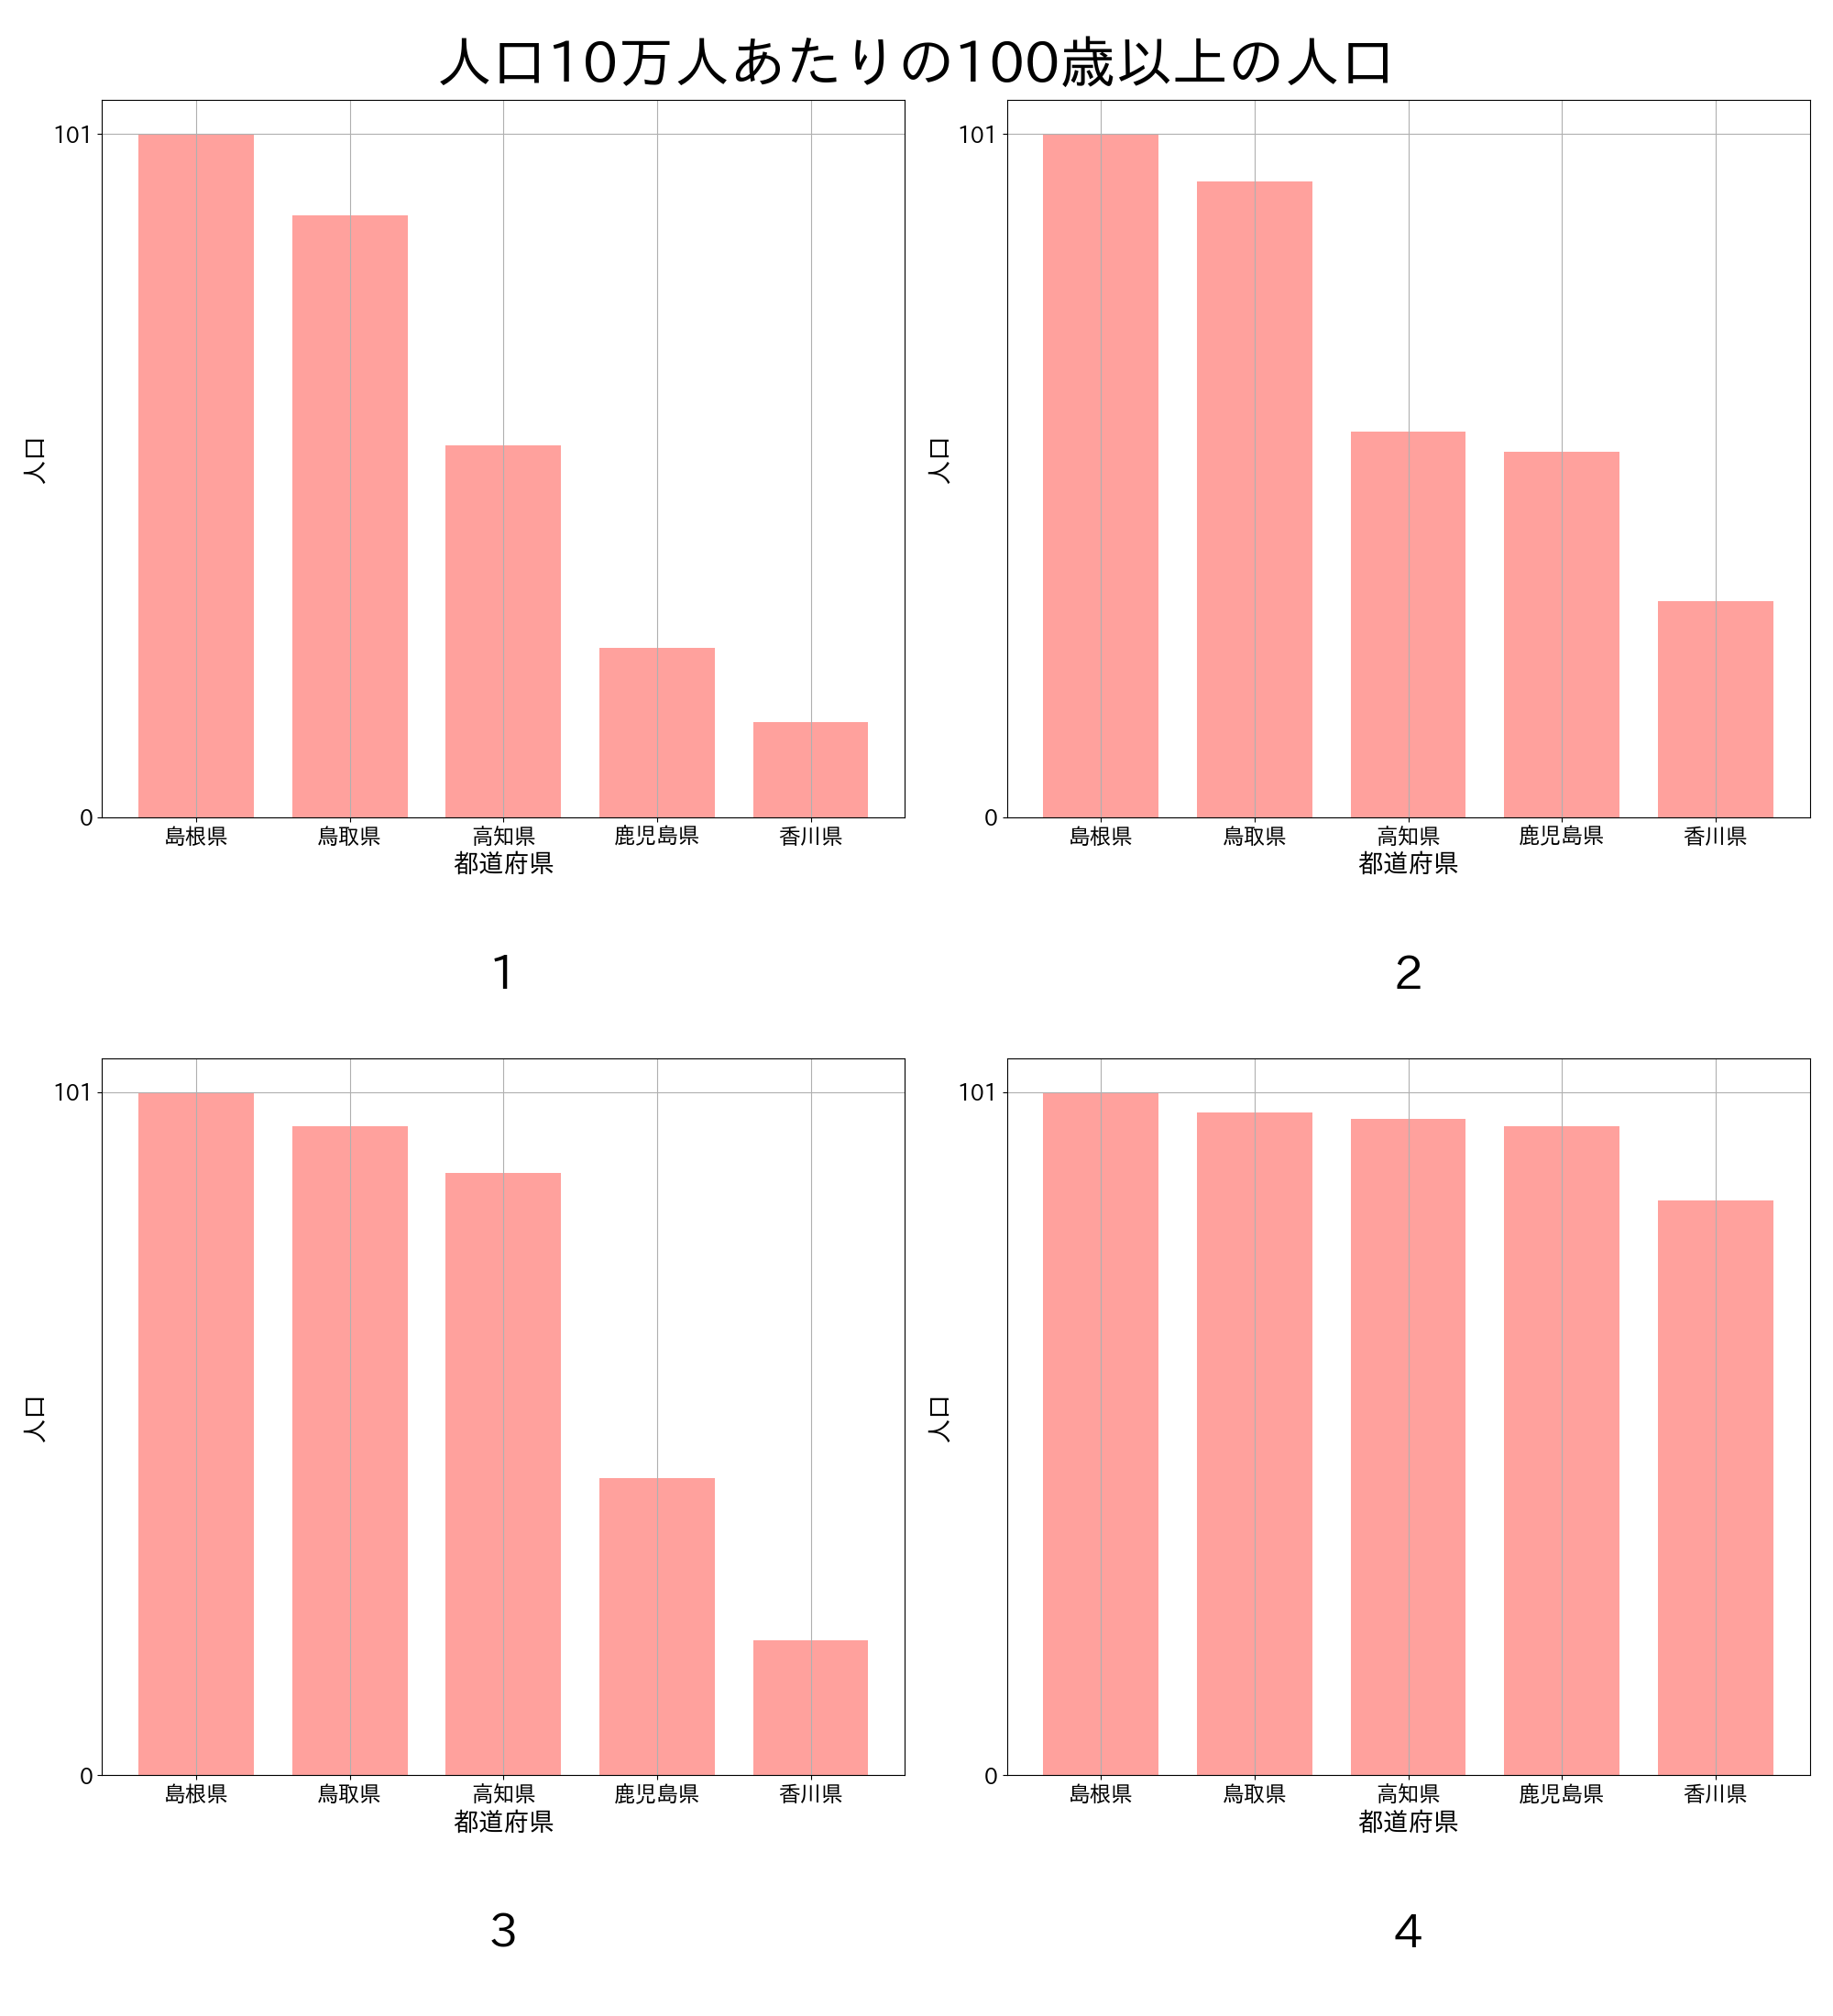 人口10万人あたりの100歳以上の人口
101
0
人口
島根県 鳥取県 高知県 鹿児島県 香川県
都道府県
1
101
0
人口
島根県 鳥取県 高知県 鹿児島県 香川県
都道府県
2
101
0
人口
島根県 鳥取県 高知県 鹿児島県 香川県
都道府県
3
101
0
人口
島根県 鳥取県 高知県 鹿児島県 香川県
都道府県
4